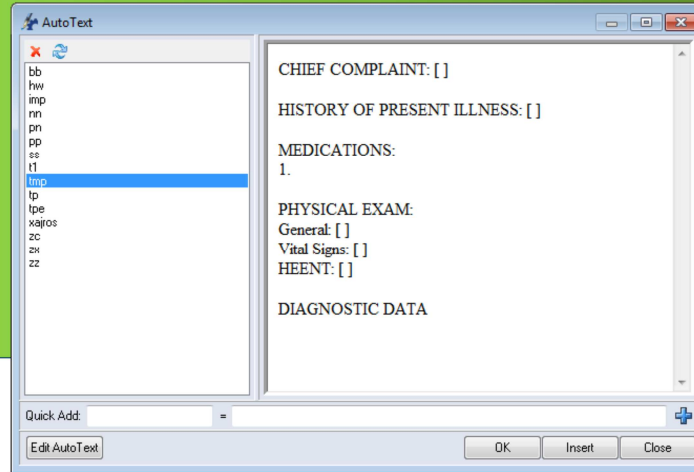 AutoText
bb
hw
imp
nn
pn
pp
ss
t1
tmp
tp
tpe
xajros
zc
zx
zz
CHIEF COMPLAINT: [ ]
HISTORY OF PRESENT ILLNESS: [ ]
MEDICATIONS:
1.
PHYSICAL EXAM:
General: [ ]
Vital Signs: [ ]
HEENT: [ ]
DIAGNOSTIC DATA
Quick Add: =
Edit AutoText OK Insert Close